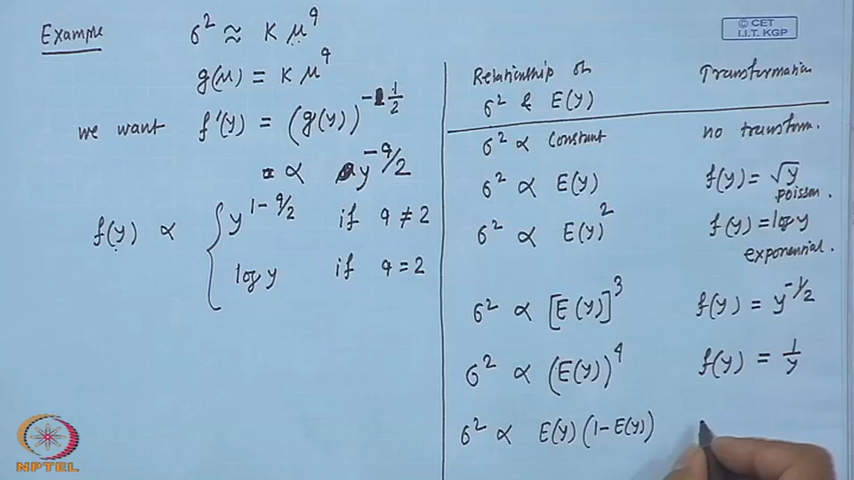 Example
σ² ≈ K μ^q
g(μ) = K μ^q
we want f'(y) = (g(y))^-1/2
∝ y^-q/2
f(y) ∝ { y^1-q/2 if q ≠ 2
log y if q = 2
© CET
I.I.T. KGP
Relationship on σ² & E(y)
Transformation
σ² ∝ Constant no transform.
σ² ∝ E(y) f(y) = √y
poisson.
σ² ∝ E(y)² f(y) = log y
exponential.
σ² ∝ [E(y)]³ f(y) = y^-1/2
σ² ∝ (E(y))⁴ f(y) = 1/y
σ² ∝ E(y) (1-E(y))
NPTEL